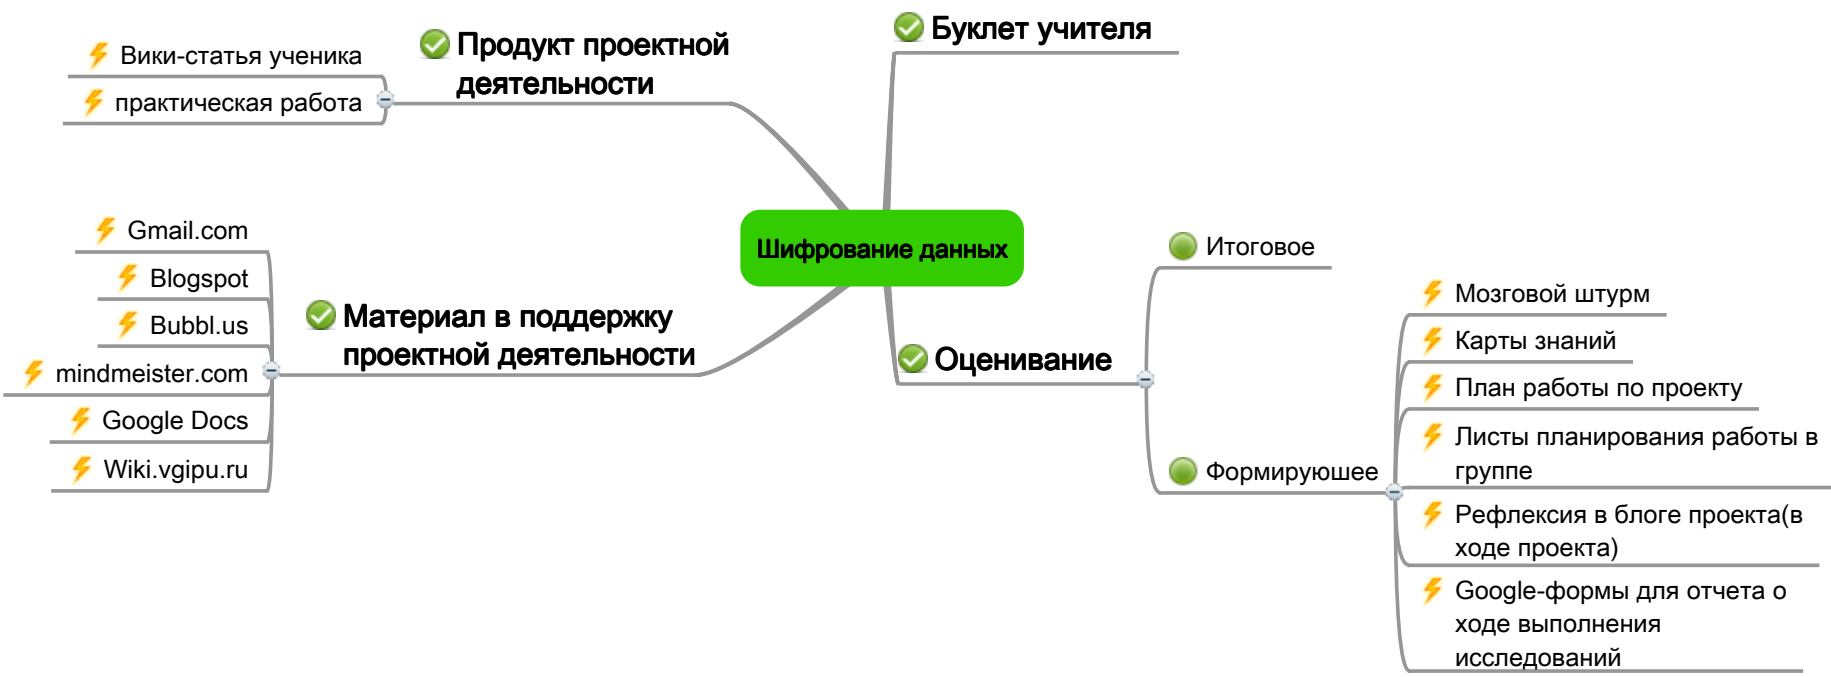 Буклет учителя
Продукт проектной
деятельности
Вики-статья ученика
практическая работа
Шифрование данных
Gmail.com
Blogspot
Bubbl.us
mindmeister.com
Google Docs
Wiki.vgipu.ru
Материал в поддержку
проектной деятельности
Оценивание
Итоговое
Формируюшее
Мозговой штурм
Карты знаний
План работы по проекту
Листы планирования работы в
группе
Рефлексия в блоге проекта(в
ходе проекта)
Google-формы для отчета о
ходе выполнения
исследований